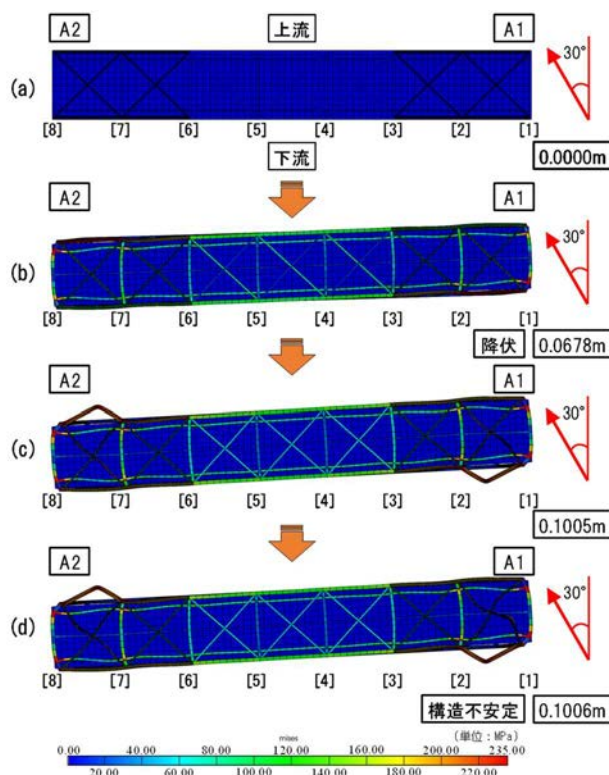 A2 上流 A1
(a) 30°
[8] [7] [6] [5] [4] [3] [2] [1]
下流 0.0000m
A2 A1
(b) 30°
[8] [7] [6] [5] [4] [3] [2] [1]
降伏 0.0678m
A2 A1
(c) 30°
[8] [7] [6] [5] [4] [3] [2] [1]
0.1005m
A2 A1
(d) 30°
[8] [7] [6] [5] [4] [3] [2] [1]
構造不安定 0.1006m
mises (単位:MPa)
0.00 40.00 80.00 120.00 160.00 200.00 235.00
20.00 60.00 100.00 140.00 180.00 220.00